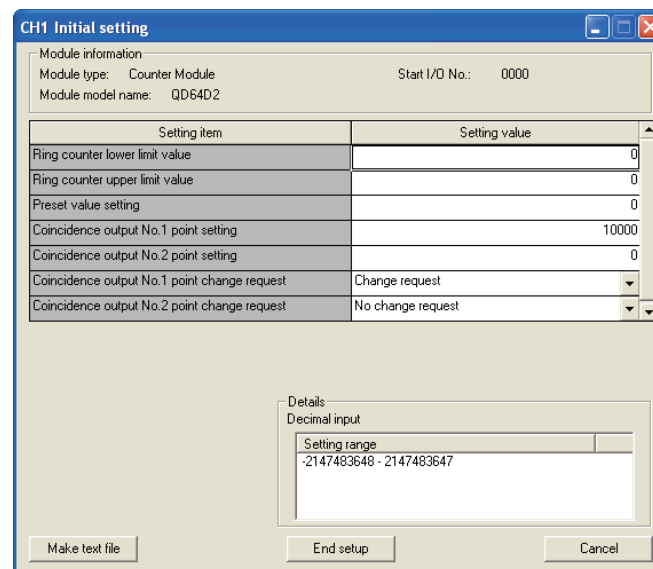 CH1 Initial setting
Module information
Module type: Counter Module Start I/O No.: 0000
Module model name: QD64D2
Setting item Setting value
Ring counter lower limit value 0
Ring counter upper limit value 0
Preset value setting 0
Coincidence output No.1 point setting 10000
Coincidence output No.2 point setting 0
Coincidence output No.1 point change request Change request
Coincidence output No.2 point change request No change request
Details
Decimal input
Setting range
-2147483648 - 2147483647
Make text file End setup Cancel